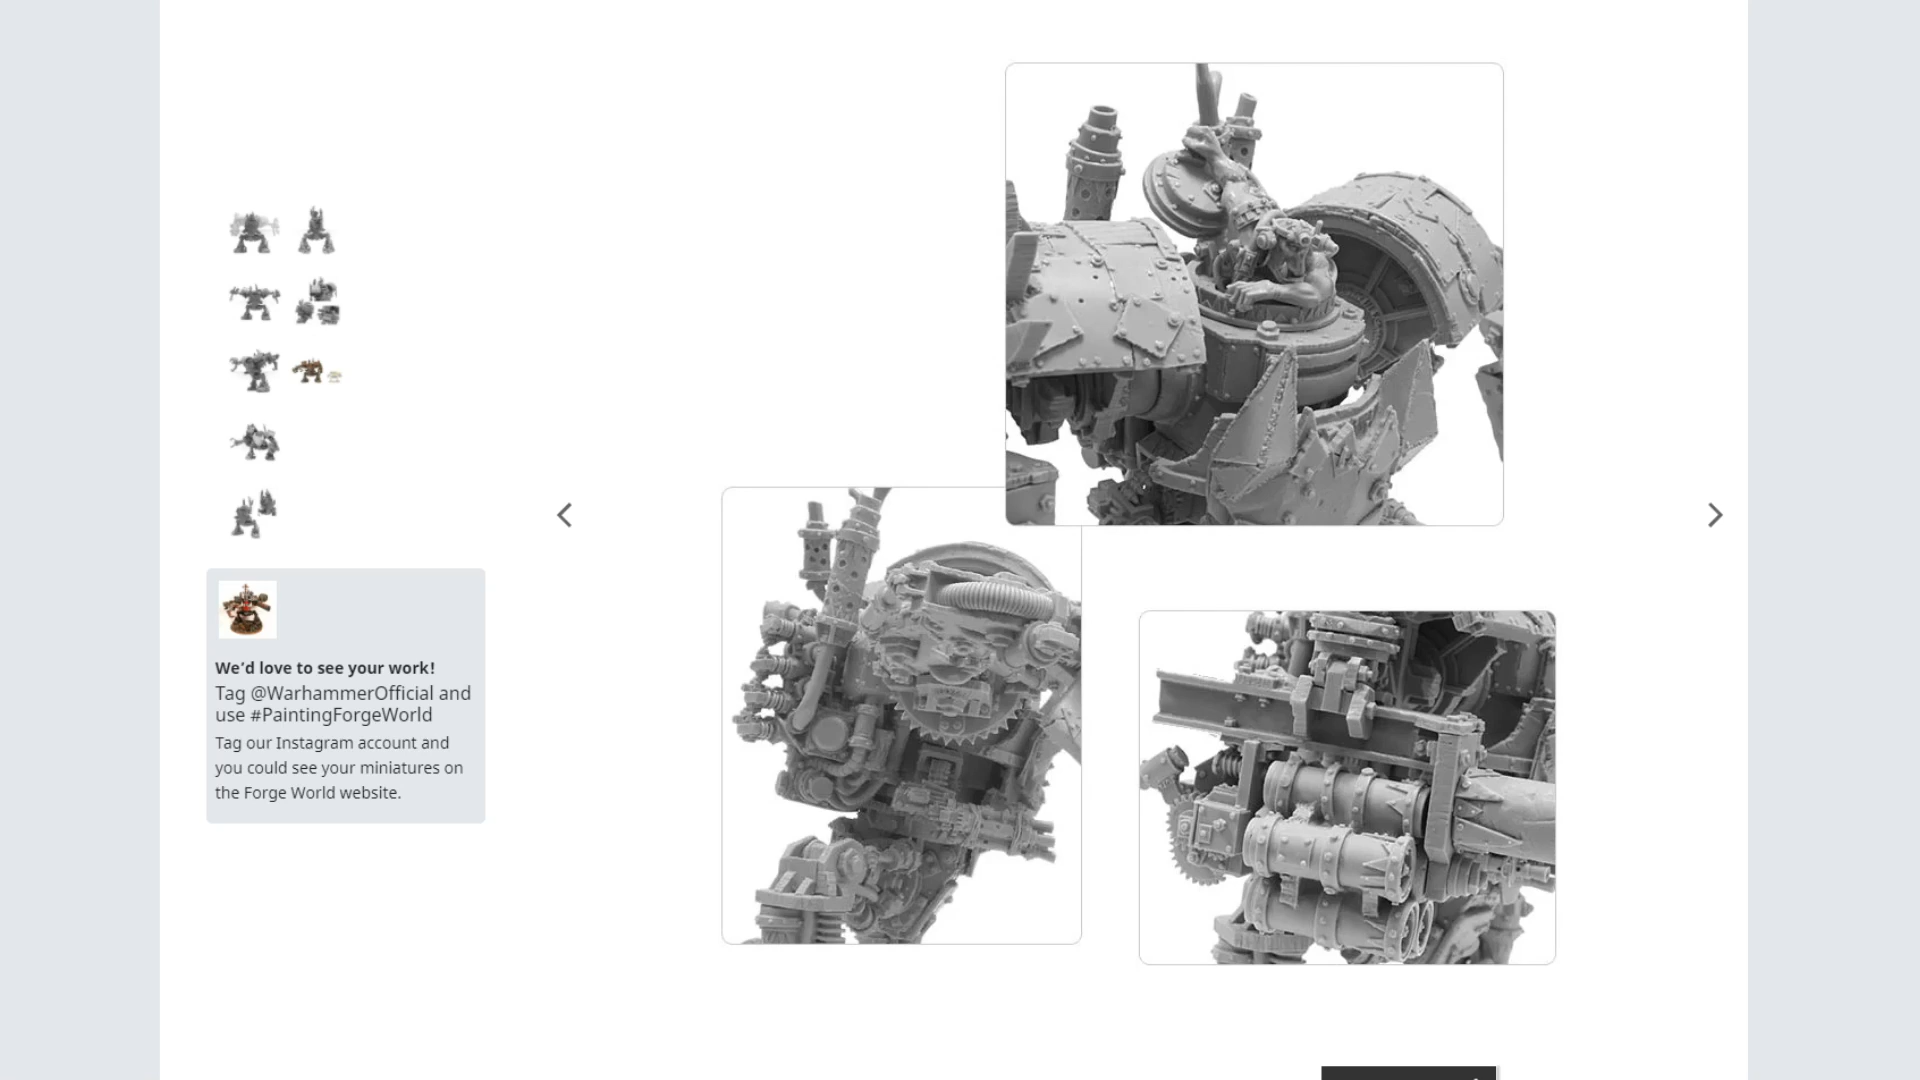 We’d love to see your work!
Tag @WarhammerOfficial and
use #PaintingForgeWorld
Tag our Instagram account and
you could see your miniatures on
the Forge World website.